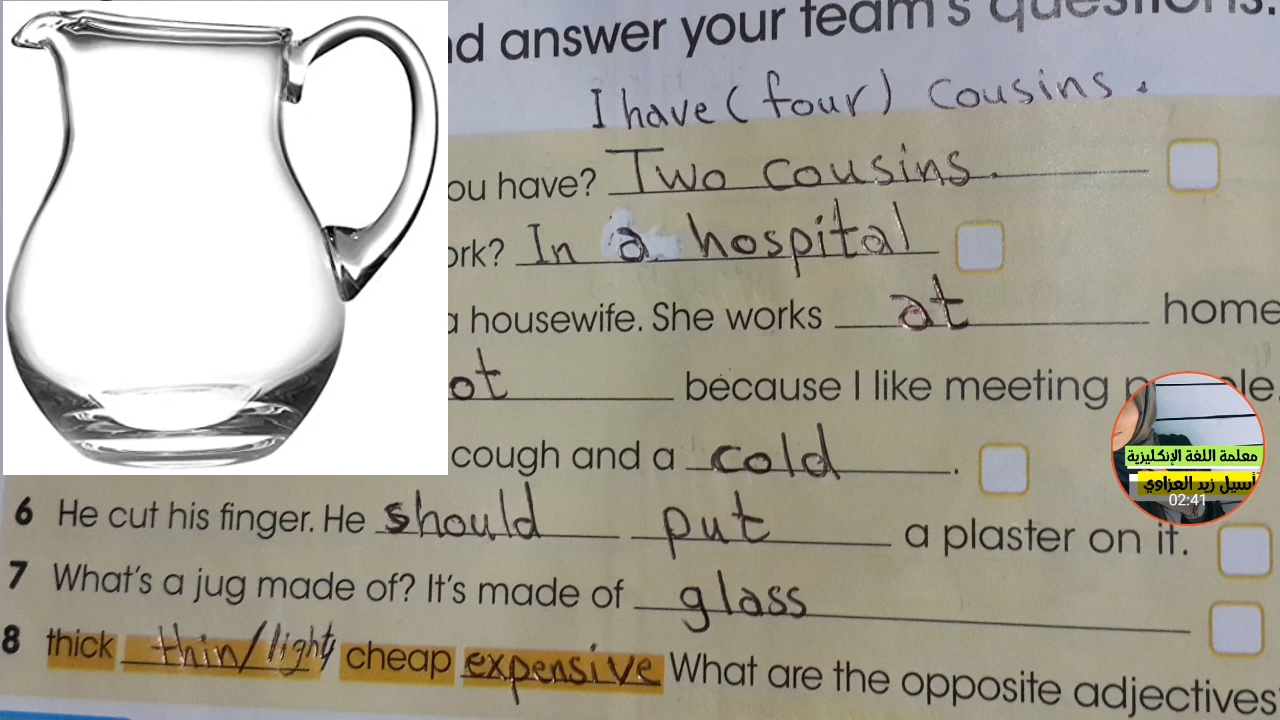 nd answer your team's questions.
I have (four) cousins.
ou have? Two cousins.
ork? In a hospital
a housewife. She works at home
ot because I like meeting
cough and a cold.
معلمة اللغة الإنكليزية
أسيل زيد العزاوي
02:41
6 He cut his finger. He should put a plaster on it.
7 What's a jug made of? It's made of glass
8 thick thin/light, cheap expensive What are the opposite adjectives